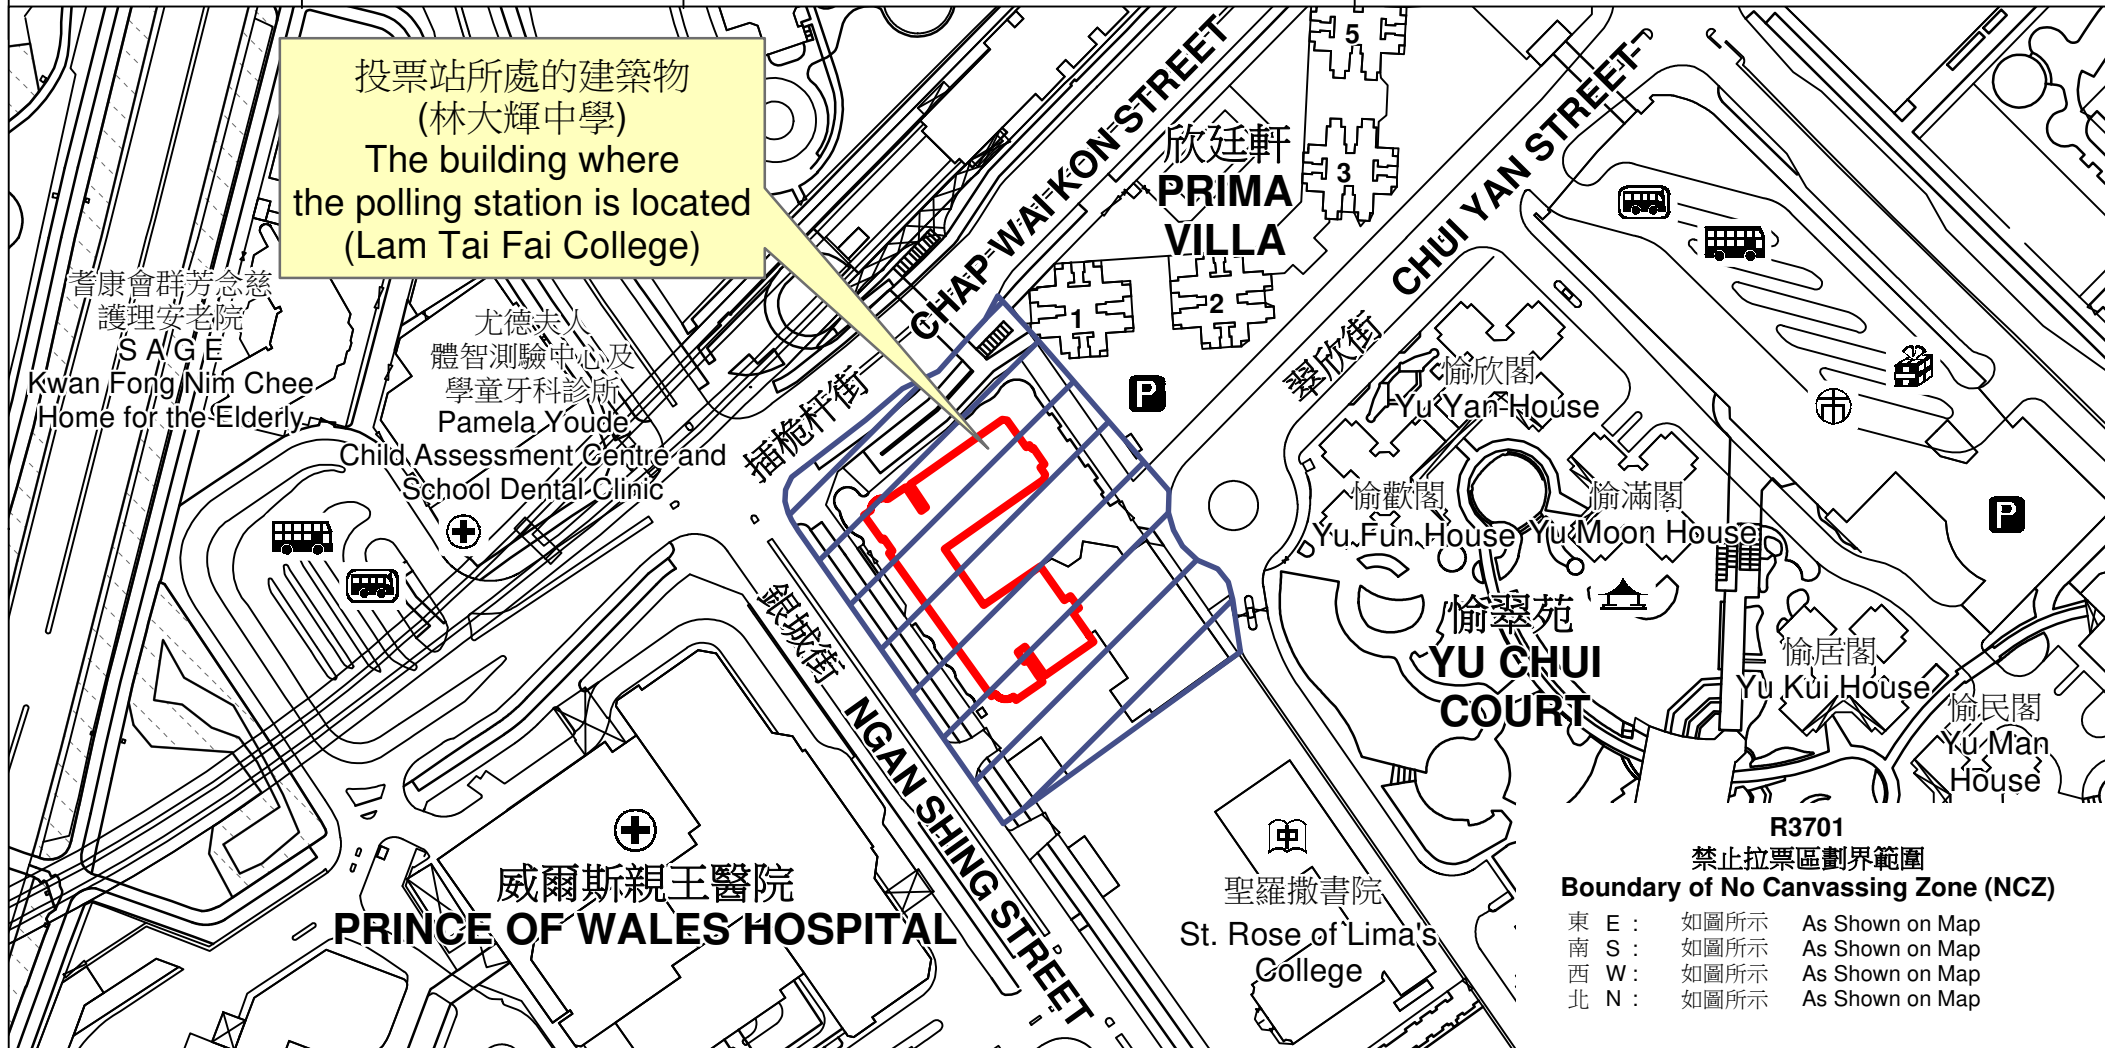 投票站所處的建築物
(林大輝中學)
The building where
the polling station is located
(Lam Tai Fai College)
CHAP WAI KON STREET
插桅杆街
5
3
欣廷軒
PRIMA
VILLA
1
2
CHUI YAN STREET
翠欣街
P
耆康會群芳念慈
護理安老院
S A G E
Kwan Fong Nim Chee
Home for the Elderly
尤德夫人
體智測驗中心及
學童牙科診所
Pamela Youde
Child Assessment Centre and
School Dental Clinic
愉欣閣
Yu Yan House
愉歡閣
Yu Fun House
愉滿閣
Yu Moon House
市
P
愉翠苑
YU CHUI
COURT
愉居閣
Yu Kui House
愉民閣
Yu Man
House
銀城街
NGAN SHING STREET
威爾斯親王醫院
PRINCE OF WALES HOSPITAL
中
聖羅撒書院
St. Rose of Lima's
College
R3701
禁止拉票區劃界範圍
Boundary of No Canvassing Zone (NCZ)
東 E : 如圖所示 As Shown on Map
南 S : 如圖所示 As Shown on Map
西 W : 如圖所示 As Shown on Map
北 N : 如圖所示 As Shown on Map